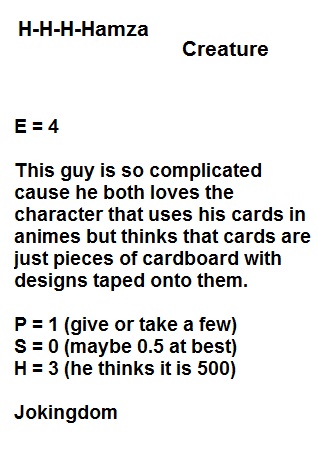 H-H-H-Hamza
Creature
E = 4
This guy is so complicated
cause he both loves the
character that uses his cards in
animes but thinks that cards are
just pieces of cardboard with
designs taped onto them.
P = 1 (give or take a few)
S = 0 (maybe 0.5 at best)
H = 3 (he thinks it is 500)
Jokingdom